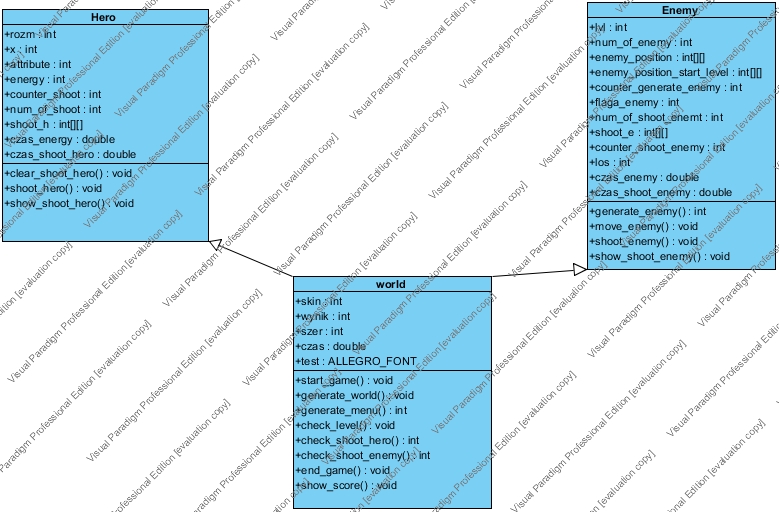 Hero
+rozm : int
+x : int
+attribute : int
+energy : int
+counter_shoot : int
+num_of_shoot : int
+shoot_h : int[][]
+czas_energy : double
+czas_shoot_hero : double
+clear_shoot_hero() : void
+shoot_hero() : void
+show_shoot_hero() : void
Enemy
+lvl : int
+num_of_enemy : int
+enemy_position : int[][]
+enemy_position_start_level : int[][]
+counter_generate_enemy : int
+flaga_enemy : int
+num_of_shoot_enemt : int
+shoot_e : int[][]
+counter_shoot_enemy : int
+los : int
+czas_enemy : double
+czas_shoot_enemy : double
+generate_enemy() : int
+move_enemy() : void
+shoot_enemy() : void
+show_shoot_enemy() : void
world
+skin : int
+wynik : int
+szer : int
+czas : double
+test : ALLEGRO_FONT
+start_game() : void
+generate_world() : void
+generate_menu() : int
+check_level() : void
+check_shoot_hero() : int
+check_shoot_enemy() : int
+end_game() : void
+show_score() : void
Visual Paradigm Professional Edition [evaluation copy]